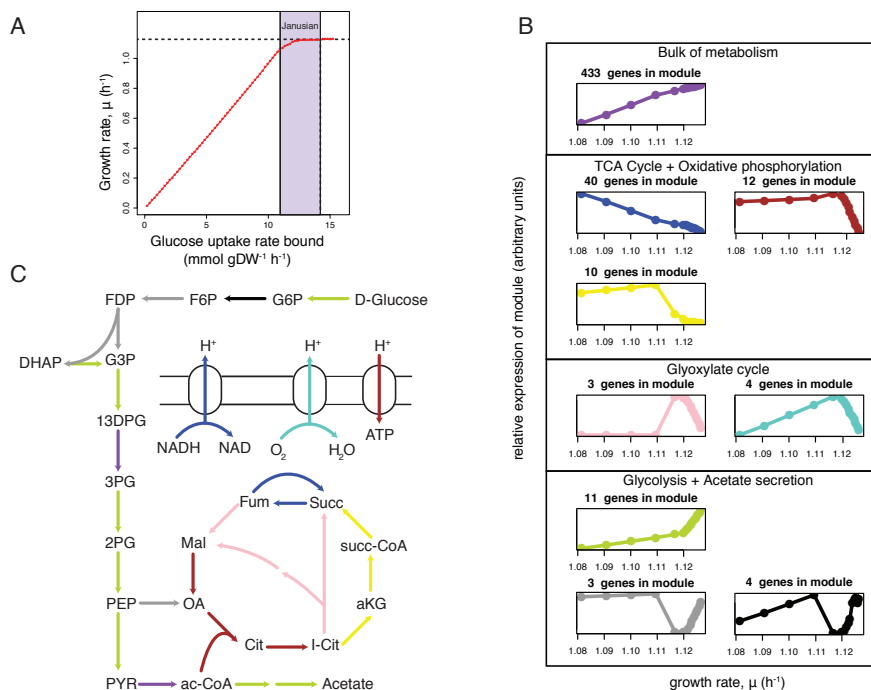 A
Janusian
Growth rate, μ (h⁻¹)
0.0 0.2 0.4 0.6 0.8 1.0
0 5 10 15
Glucose uptake rate bound
(mmol gDW⁻¹ h⁻¹)
B
relative expression of module (arbitrary units)
Bulk of metabolism
433 genes in module
1.08 1.09 1.10 1.11 1.12
TCA Cycle + Oxidative phosphorylation
40 genes in module
1.08 1.09 1.10 1.11 1.12
12 genes in module
1.08 1.09 1.10 1.11 1.12
10 genes in module
1.08 1.09 1.10 1.11 1.12
Glyoxylate cycle
3 genes in module
1.08 1.09 1.10 1.11 1.12
4 genes in module
1.08 1.09 1.10 1.11 1.12
Glycolysis + Acetate secretion
11 genes in module
1.08 1.09 1.10 1.11 1.12
3 genes in module
1.08 1.09 1.10 1.11 1.12
4 genes in module
1.08 1.09 1.10 1.11 1.12
growth rate, μ (h⁻¹)
C
FDP F6P G6P D-Glucose
DHAP G3P
H⁺ H⁺ H⁺
13DPG
NADH NAD O₂ H₂O ATP
3PG
Fum Succ
2PG
Mal succ-CoA
PEP OA aKG
Cit I-Cit
PYR ac-CoA Acetate